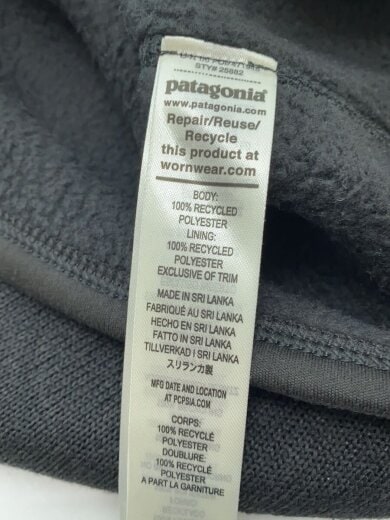 STY# 25882
patagonia®
www.patagonia.com
Repair/Reuse/
Recycle
this product at
wornwear.com
BODY:
100% RECYCLED
POLYESTER
LINING:
100% RECYCLED
POLYESTER
EXCLUSIVE OF TRIM
MADE IN SRI LANKA
FABRIQUÉ AU SRI LANKA
HECHO EN SRI LANKA
FATTO IN SRI LANKA
TILLVERKAD I SRI LANKA
スリランカ製
MFG DATE AND LOCATION
AT PCPSIA.COM
CORPS:
100% RECYCLÉ
POLYESTER
DOUBLURE:
100% RECYCLÉ
POLYESTER
A PART LA GARNITURE